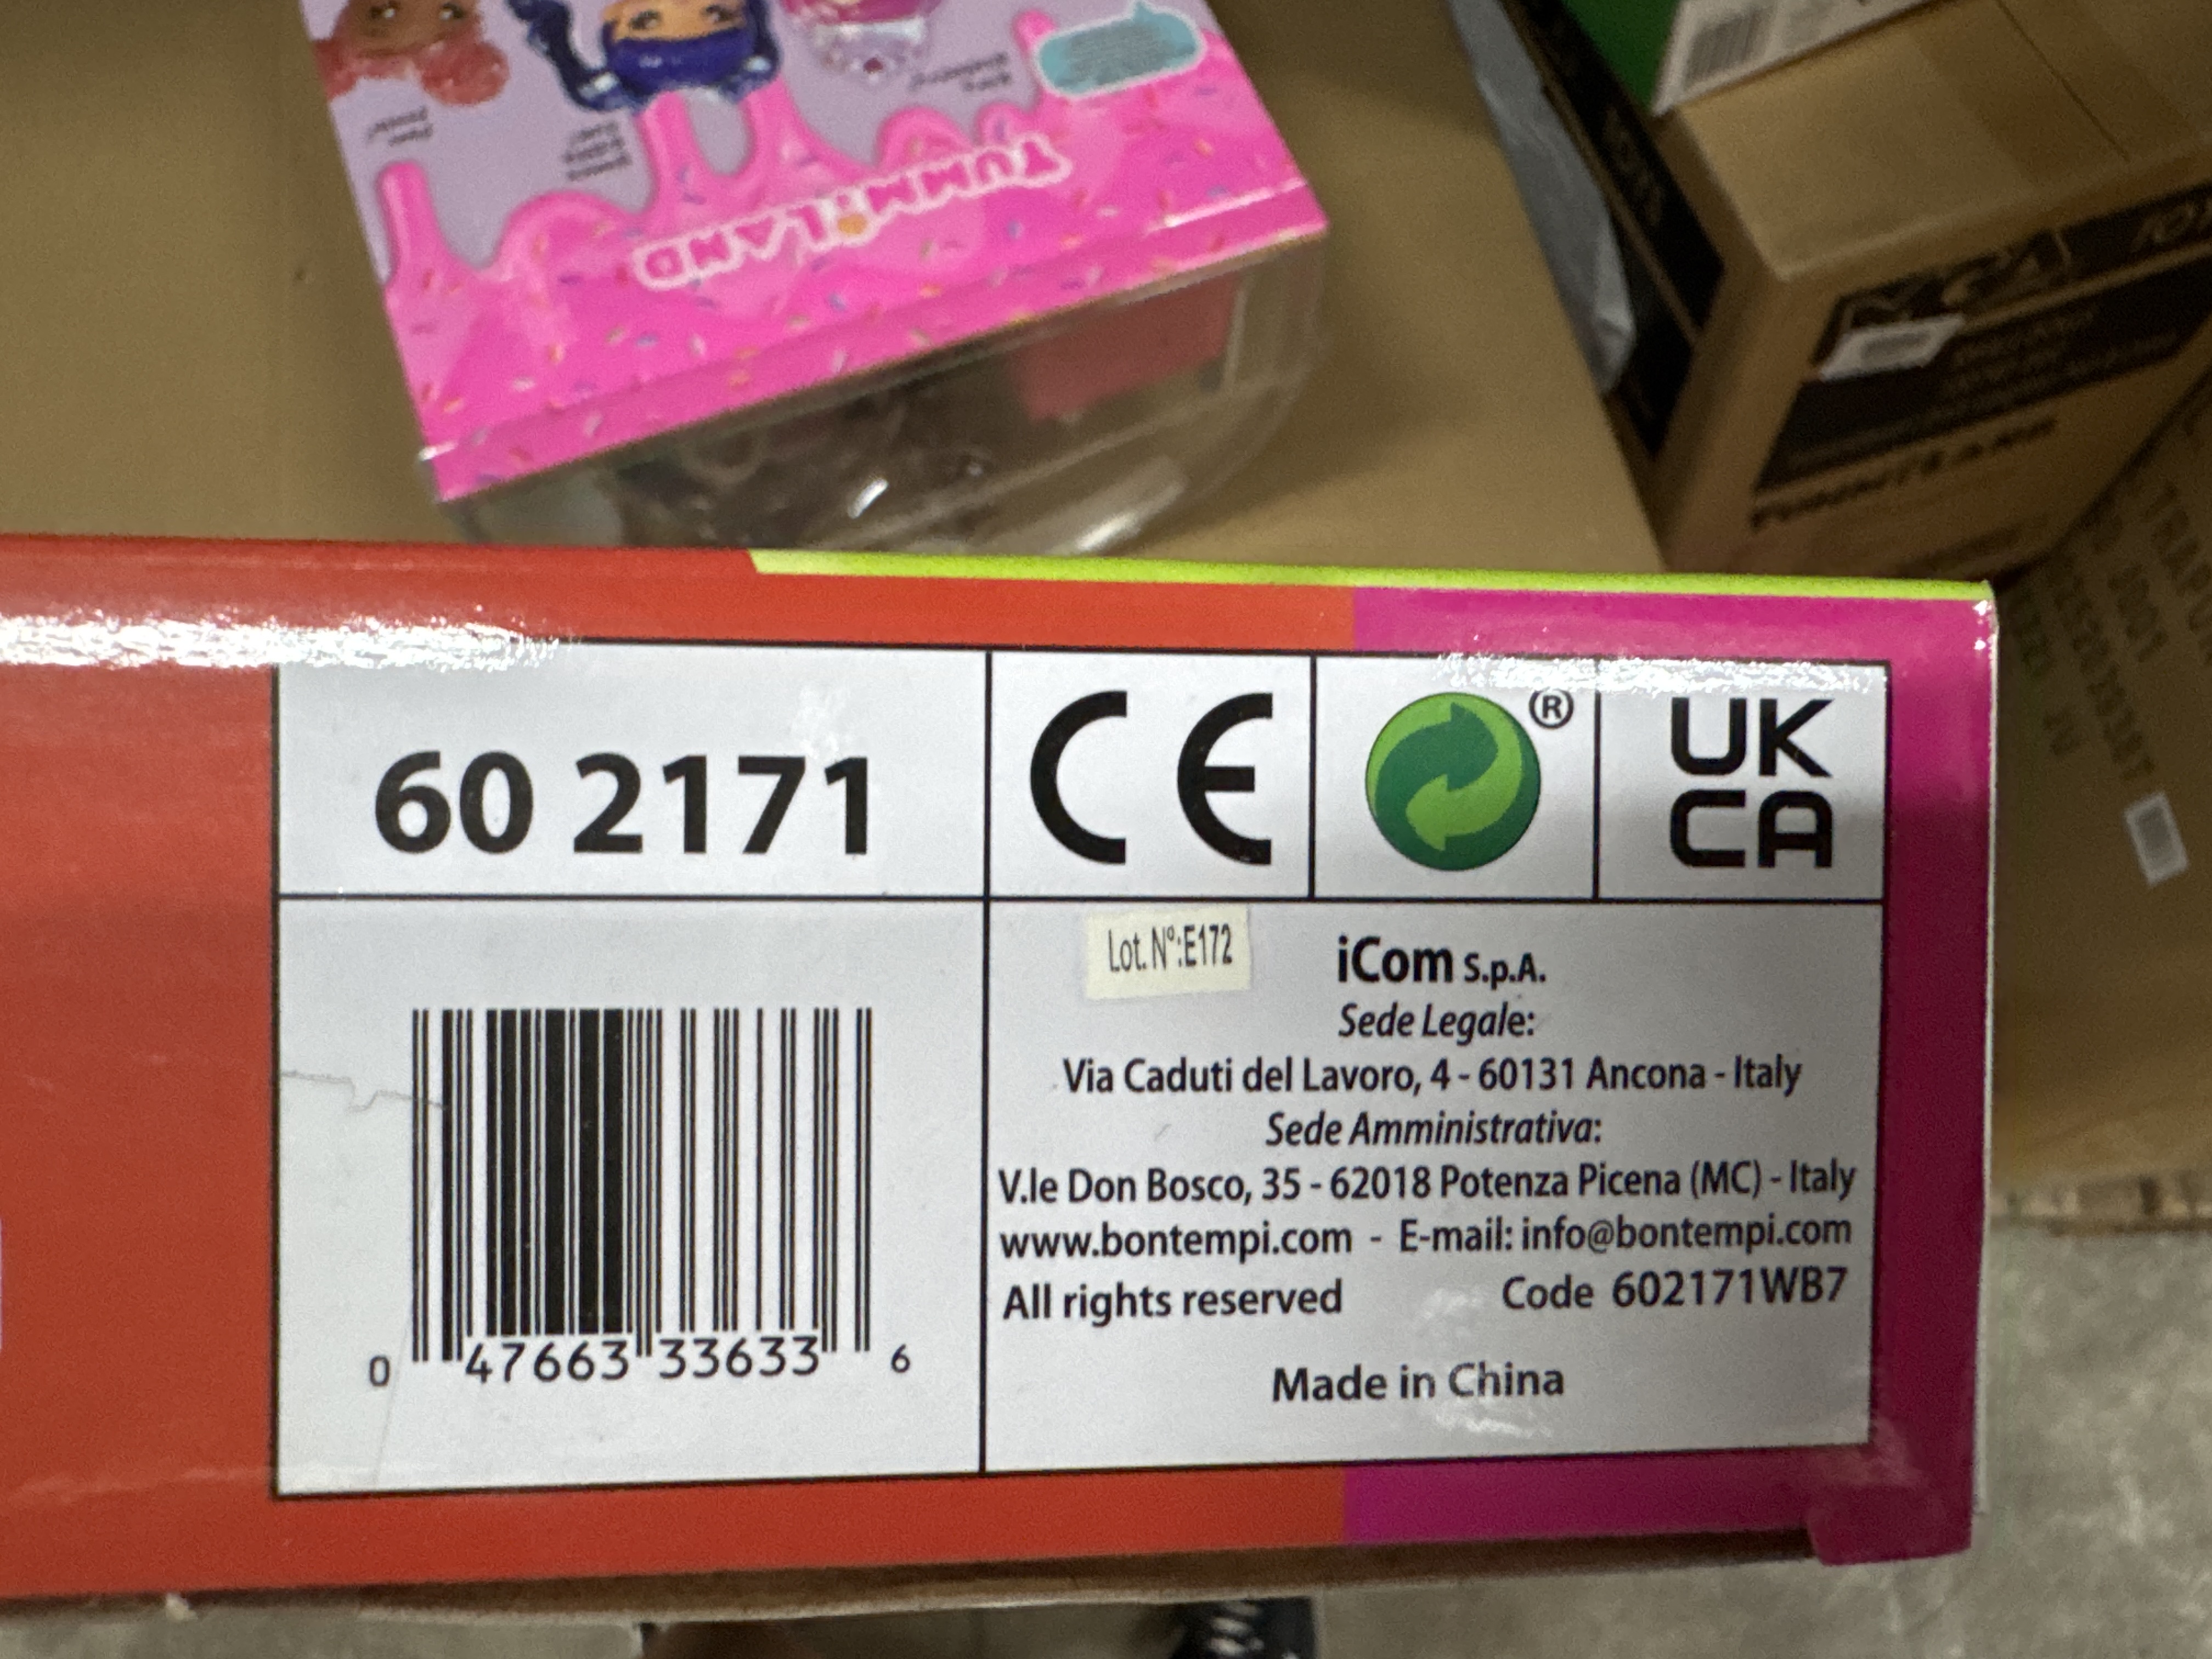 YUMMiLAND
60 2171
CE
®
UK
CA
Lot. N°:E172
iCom S.p.A.
Sede Legale:
Via Caduti del Lavoro, 4 - 60131 Ancona - Italy
Sede Amministrativa:
V.le Don Bosco, 35 - 62018 Potenza Picena (MC) - Italy
www.bontempi.com - E-mail: info@bontempi.com
All rights reserved Code 602171WB7
Made in China
0 47663 33633 6